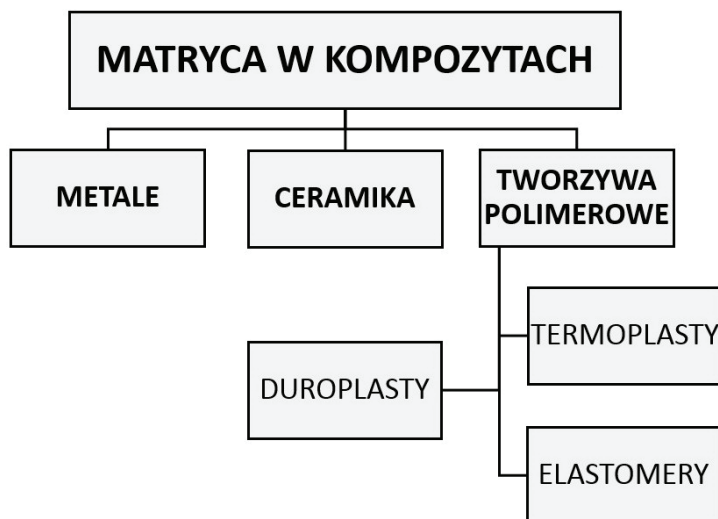 MATRYCA W KOMPOZYTACH
METALE
CERAMIKA
TWORZYWA
POLIMEROWE
TERMOPLASTY
DUROPLASTY
ELASTOMERY